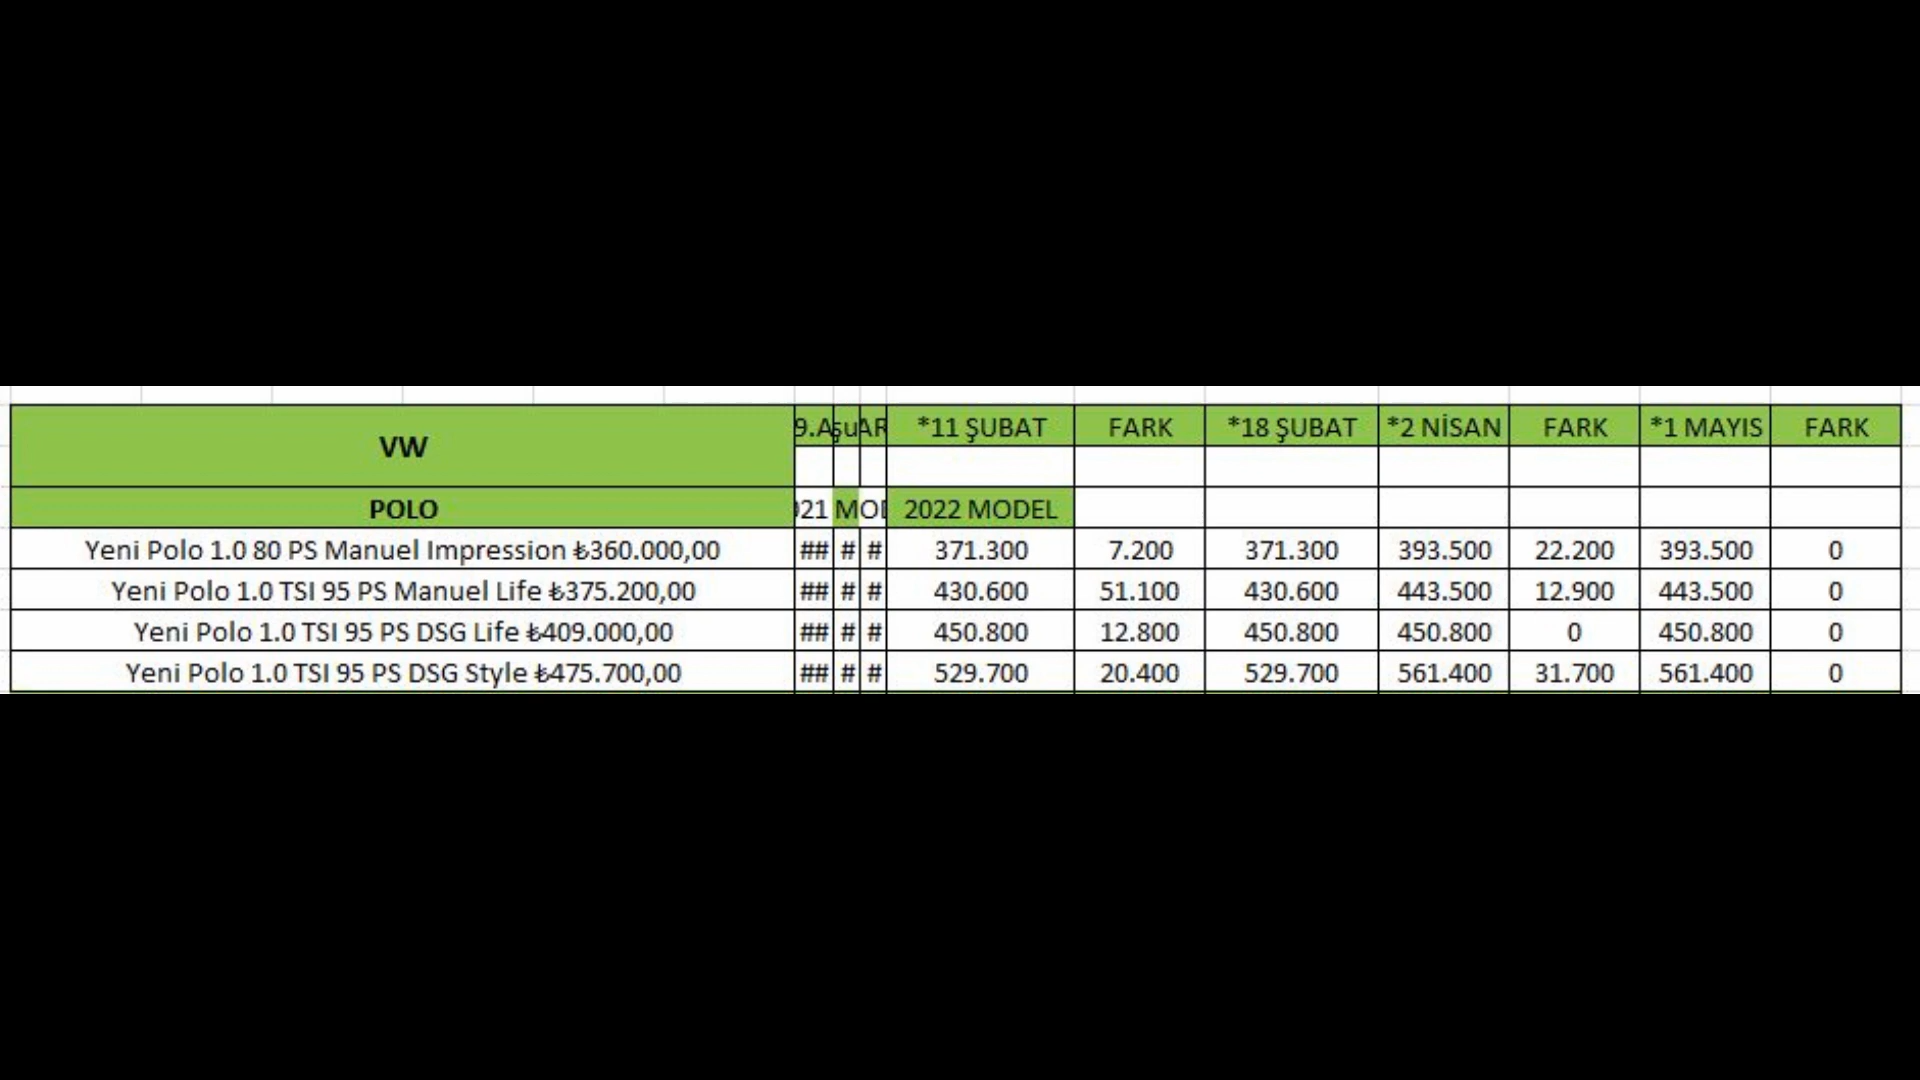 VW 9.A şu AR *11 ŞUBAT FARK *18 ŞUBAT *2 NİSAN FARK *1 MAYIS FARK
POLO 021 MOD 2022 MODEL
Yeni Polo 1.0 80 PS Manuel Impression ₺360.000,00 ## # # 371.300 7.200 371.300 393.500 22.200 393.500 0
Yeni Polo 1.0 TSI 95 PS Manuel Life ₺375.200,00 ## # # 430.600 51.100 430.600 443.500 12.900 443.500 0
Yeni Polo 1.0 TSI 95 PS DSG Life ₺409.000,00 ## # # 450.800 12.800 450.800 450.800 0 450.800 0
Yeni Polo 1.0 TSI 95 PS DSG Style ₺475.700,00 ## # # 529.700 20.400 529.700 561.400 31.700 561.400 0